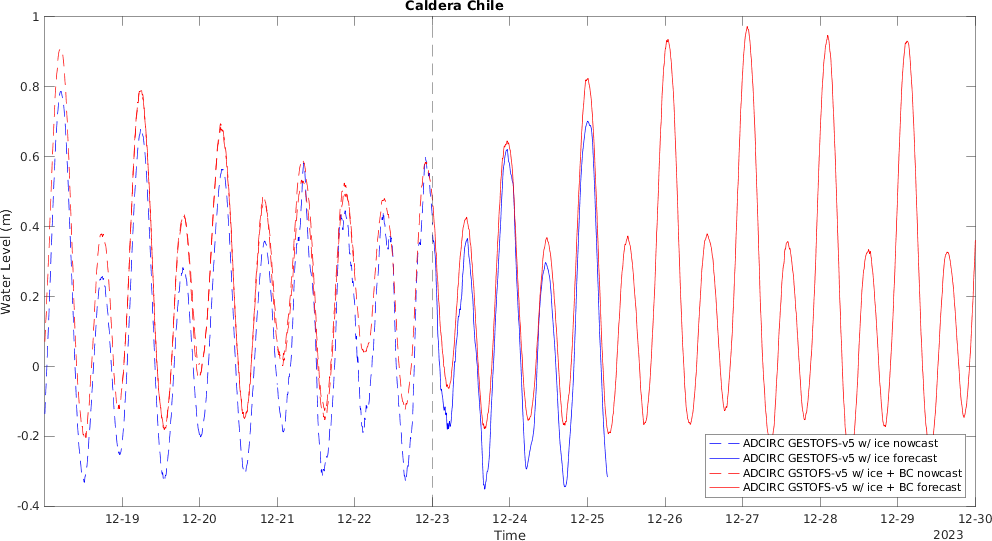 Caldera Chile
Water Level (m)
1
0.8
0.6
0.4
0.2
0
-0.2
-0.4
ADCIRC GESTOFS-v5 w/ ice nowcast
ADCIRC GESTOFS-v5 w/ ice forecast
ADCIRC GSTOFS-v5 w/ ice + BC nowcast
ADCIRC GSTOFS-v5 w/ ice + BC forecast
12-19 12-20 12-21 12-22 12-23 12-24 12-25 12-26 12-27 12-28 12-29 12-30
Time
2023